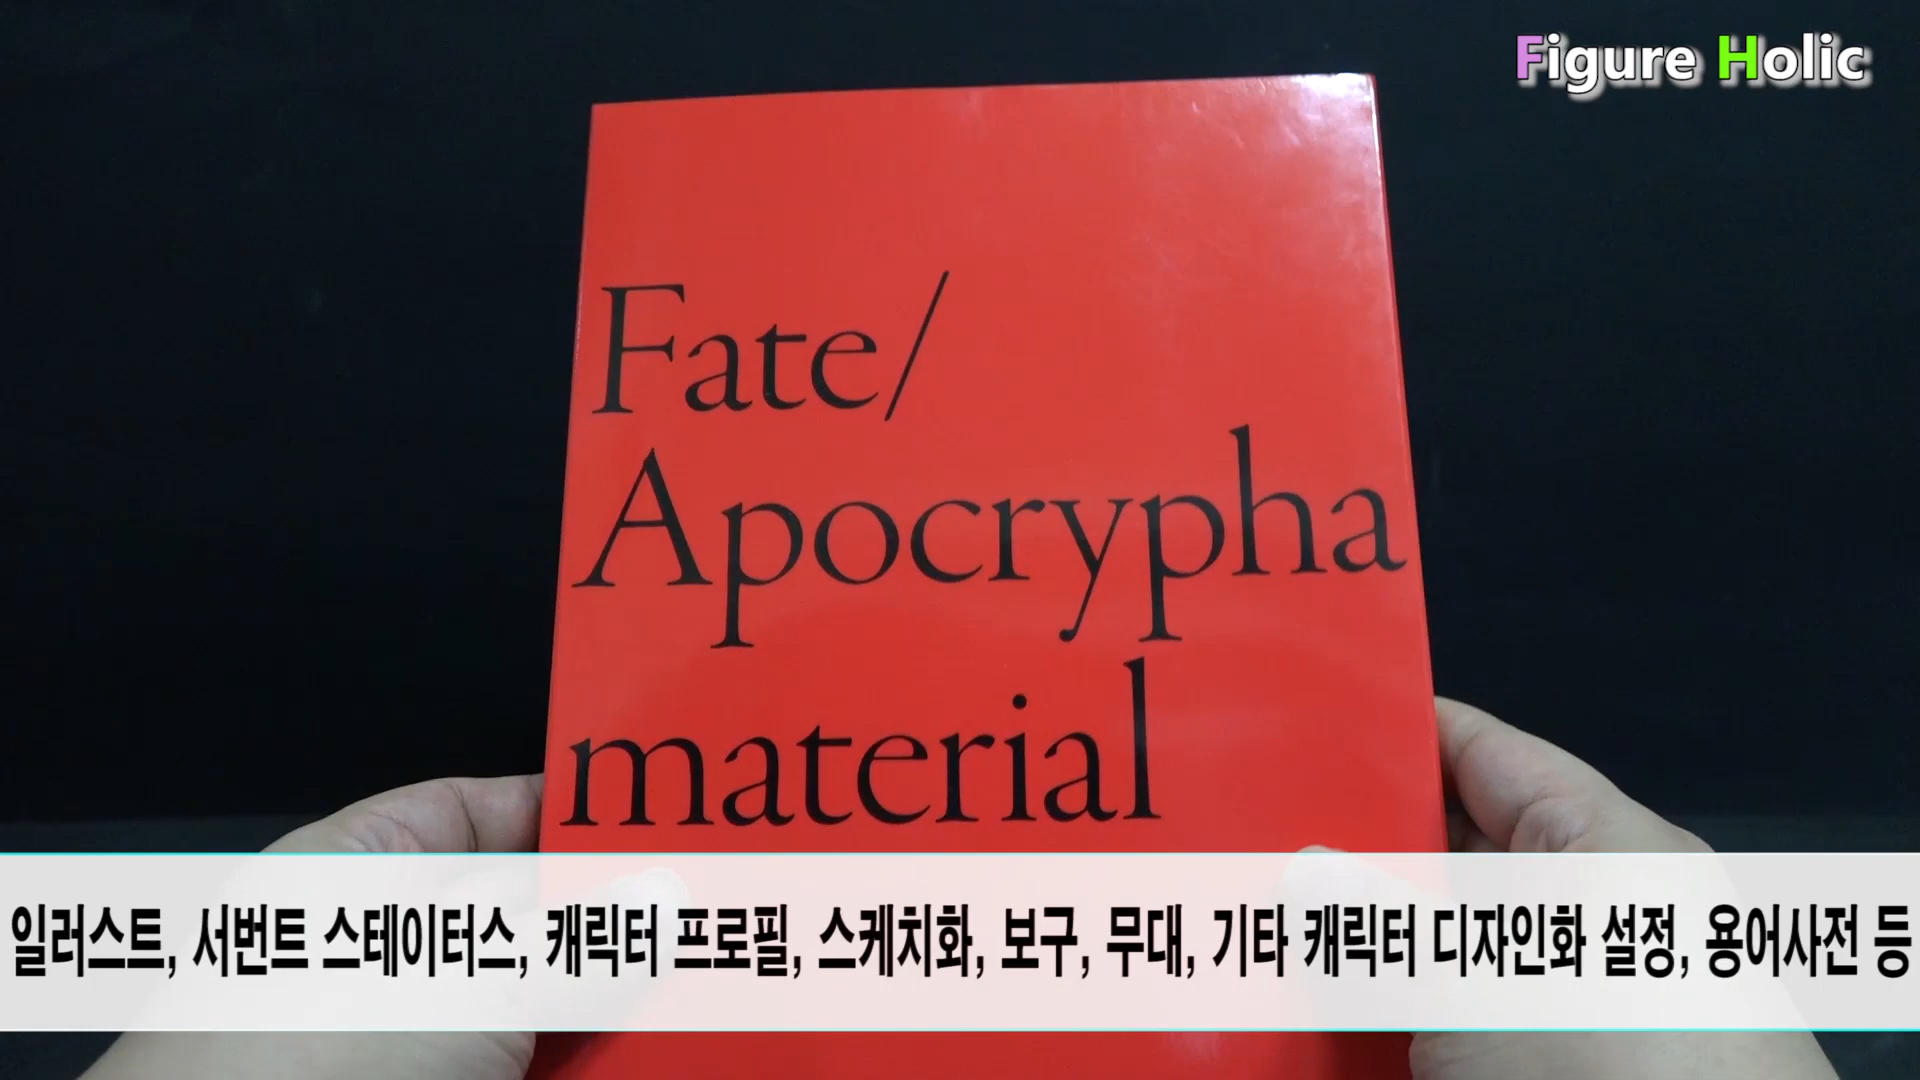 Figure Holic
Fate/
Apocrypha
material
일러스트, 서번트 스테이터스, 캐릭터 프로필, 스케치화, 보구, 무대, 기타 캐릭터 디자인화 설정, 용어사전 등